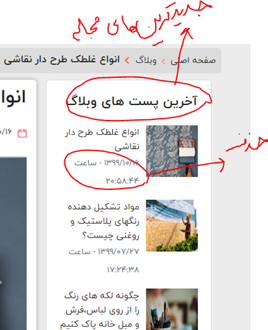 جدیدترین های مجله
صفحه اصلی > وبلاگ > انواع غلطک طرح دار نقاشی
انوا
/۱۶
آخرین پست های وبلاگ
انواع غلطک طرح دار
نقاشی
۱۳۹۹/۱۰/۱۶ - ساعت
۲۰:۵۸:۴۴
حذف
مواد تشکیل دهنده
رنگهای پلاستیک و
روغنی چیست؟
۱۳۹۹/۰۷/۲۷ - ساعت
۱۷:۲۴:۳۸
چگونه لکه های رنگ
را از روی لباس،فرش
و مبل خانه پاک کنیم